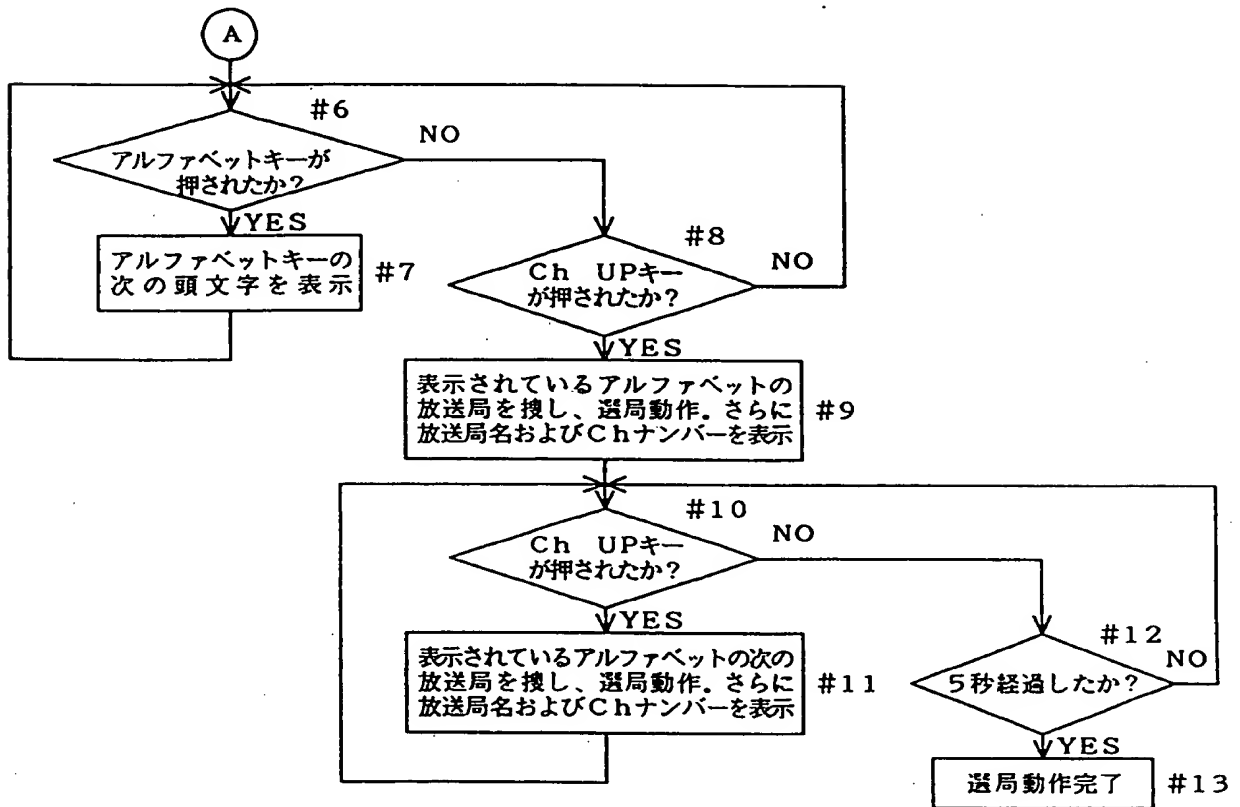 A
#6
アルファベットキーが
押されたか?
NO
YES
アルファベットキーの
次の頭文字を表示
#7
#8
Ch UPキー
が押されたか?
NO
YES
表示されているアルファベットの
放送局を捜し、選局動作。さらに
放送局名およびChナンバーを表示
#9
#10
Ch UPキー
が押されたか?
NO
YES
表示されているアルファベットの次の
放送局を捜し、選局動作。さらに
放送局名およびChナンバーを表示
#11
#12
5秒経過したか?
NO
YES
選局動作完了
#13